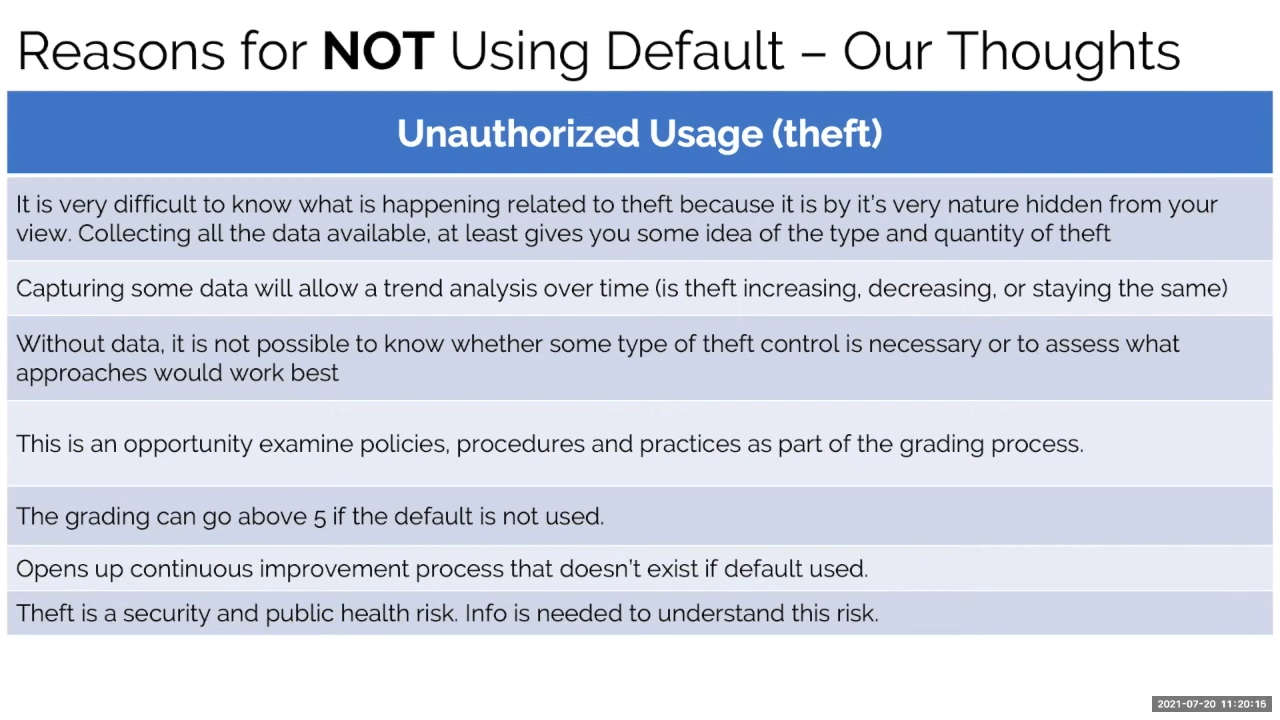 Reasons for NOT Using Default – Our Thoughts
Unauthorized Usage (theft)
It is very difficult to know what is happening related to theft because it is by it's very nature hidden from your
view. Collecting all the data available, at least gives you some idea of the type and quantity of theft
Capturing some data will allow a trend analysis over time (is theft increasing, decreasing, or staying the same)
Without data, it is not possible to know whether some type of theft control is necessary or to assess what
approaches would work best
This is an opportunity examine policies, procedures and practices as part of the grading process.
The grading can go above 5 if the default is not used.
Opens up continuous improvement process that doesn't exist if default used.
Theft is a security and public health risk. Info is needed to understand this risk.
2021-07-20 11:20:15